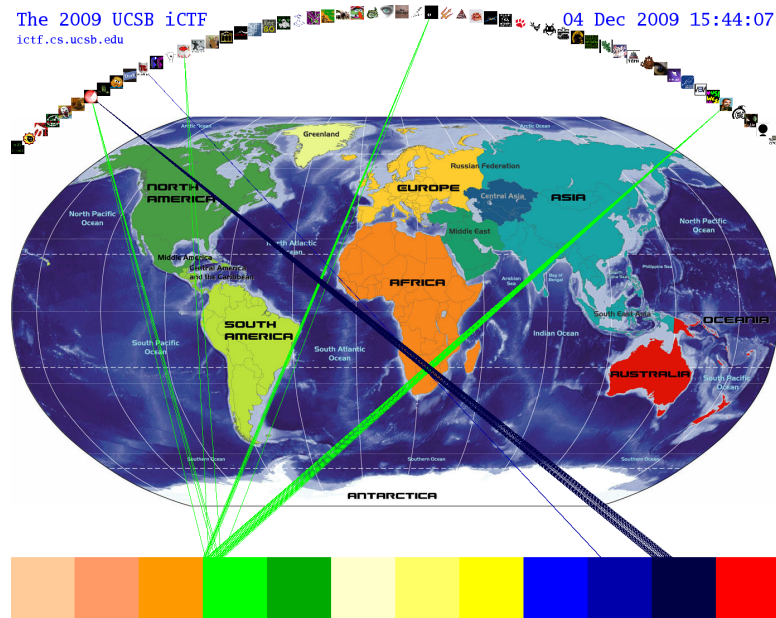 The 2009 UCSB iCTF
04 Dec 2009 15:44:07
ictf.cs.ucsb.edu
Arctic Ocean
Arctic Ocean
Greenland
Russian Federation
NORTH
AMERICA
EUROPE
Central Asia
ASIA
North Pacific
Ocean
North Pacific
Ocean
Middle East
North Atlantic
Ocean
Middle America
Central America
and the Caribbean
Philippine Sea
Arabian
Sea
Bay of
Bengal
AFRICA
South East Asia
OCEANIA
SOUTH
AMERICA
Indian Ocean
South Pacific
Ocean
South Atlantic
Ocean
AUSTRALIA
South Pacific
Ocean
Southern Ocean
Southern Ocean
Southern Ocean
ANTARCTICA